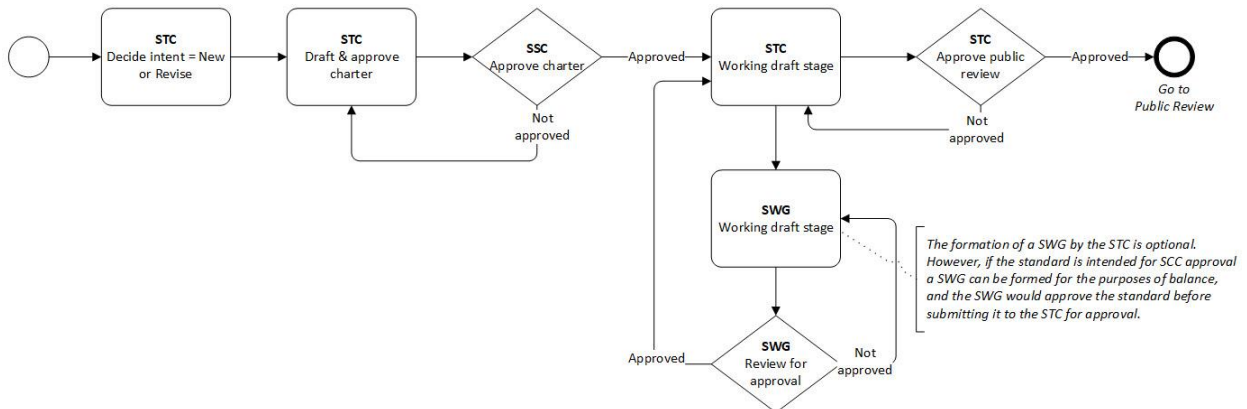 STC
Decide intent = New
or Revise
STC
Draft & approve
charter
SSC
Approve charter
Approved
Not
approved
STC
Working draft stage
STC
Approve public
review
Approved
Go to
Public Review
Not
approved
SWG
Working draft stage
The formation of a SWG by the STC is optional.
However, if the standard is intended for SCC approval
a SWG can be formed for the purposes of balance,
and the SWG would approve the standard before
submitting it to the STC for approval.
SWG
Review for
approval
Approved
Not
approved